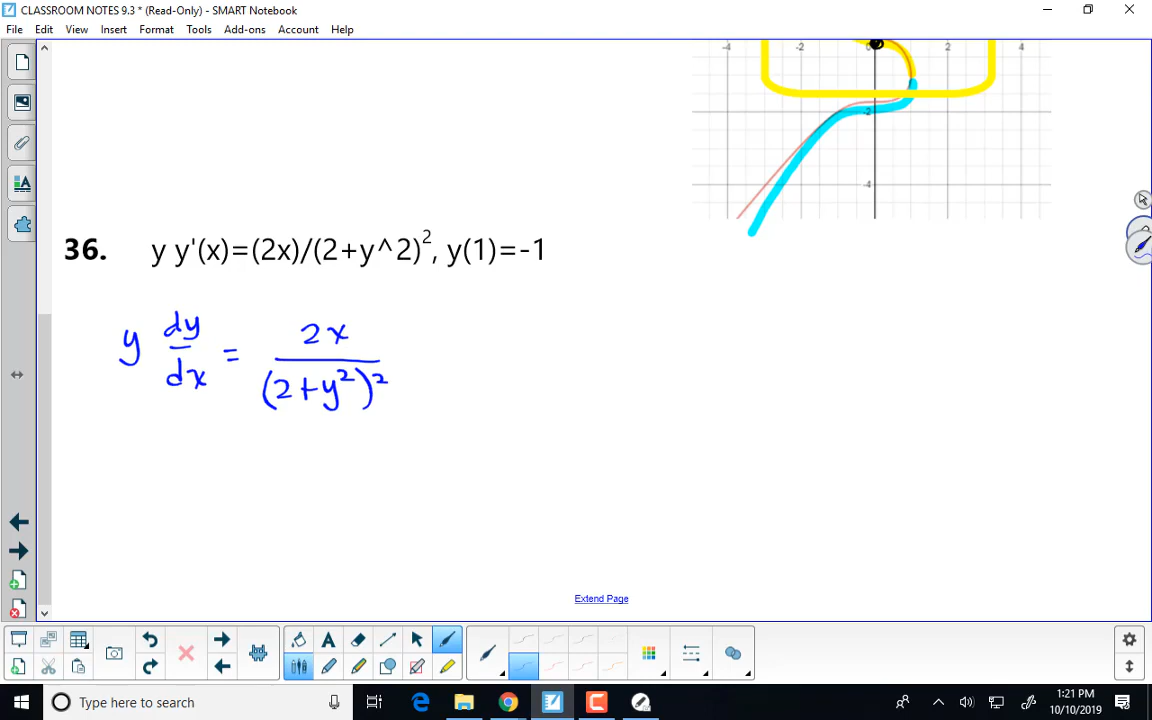 CLASSROOM NOTES 9.3 * (Read-Only) - SMART Notebook
File Edit View Insert Format Tools Add-ons Account Help
-4 -2 0 2 4
-2
-4
36. y y'(x)=(2x)/(2+y^2)², y(1)=-1
y dy/dx = 2x/(2+y²)²
Extend Page
Type here to search
1:21 PM
10/10/2019